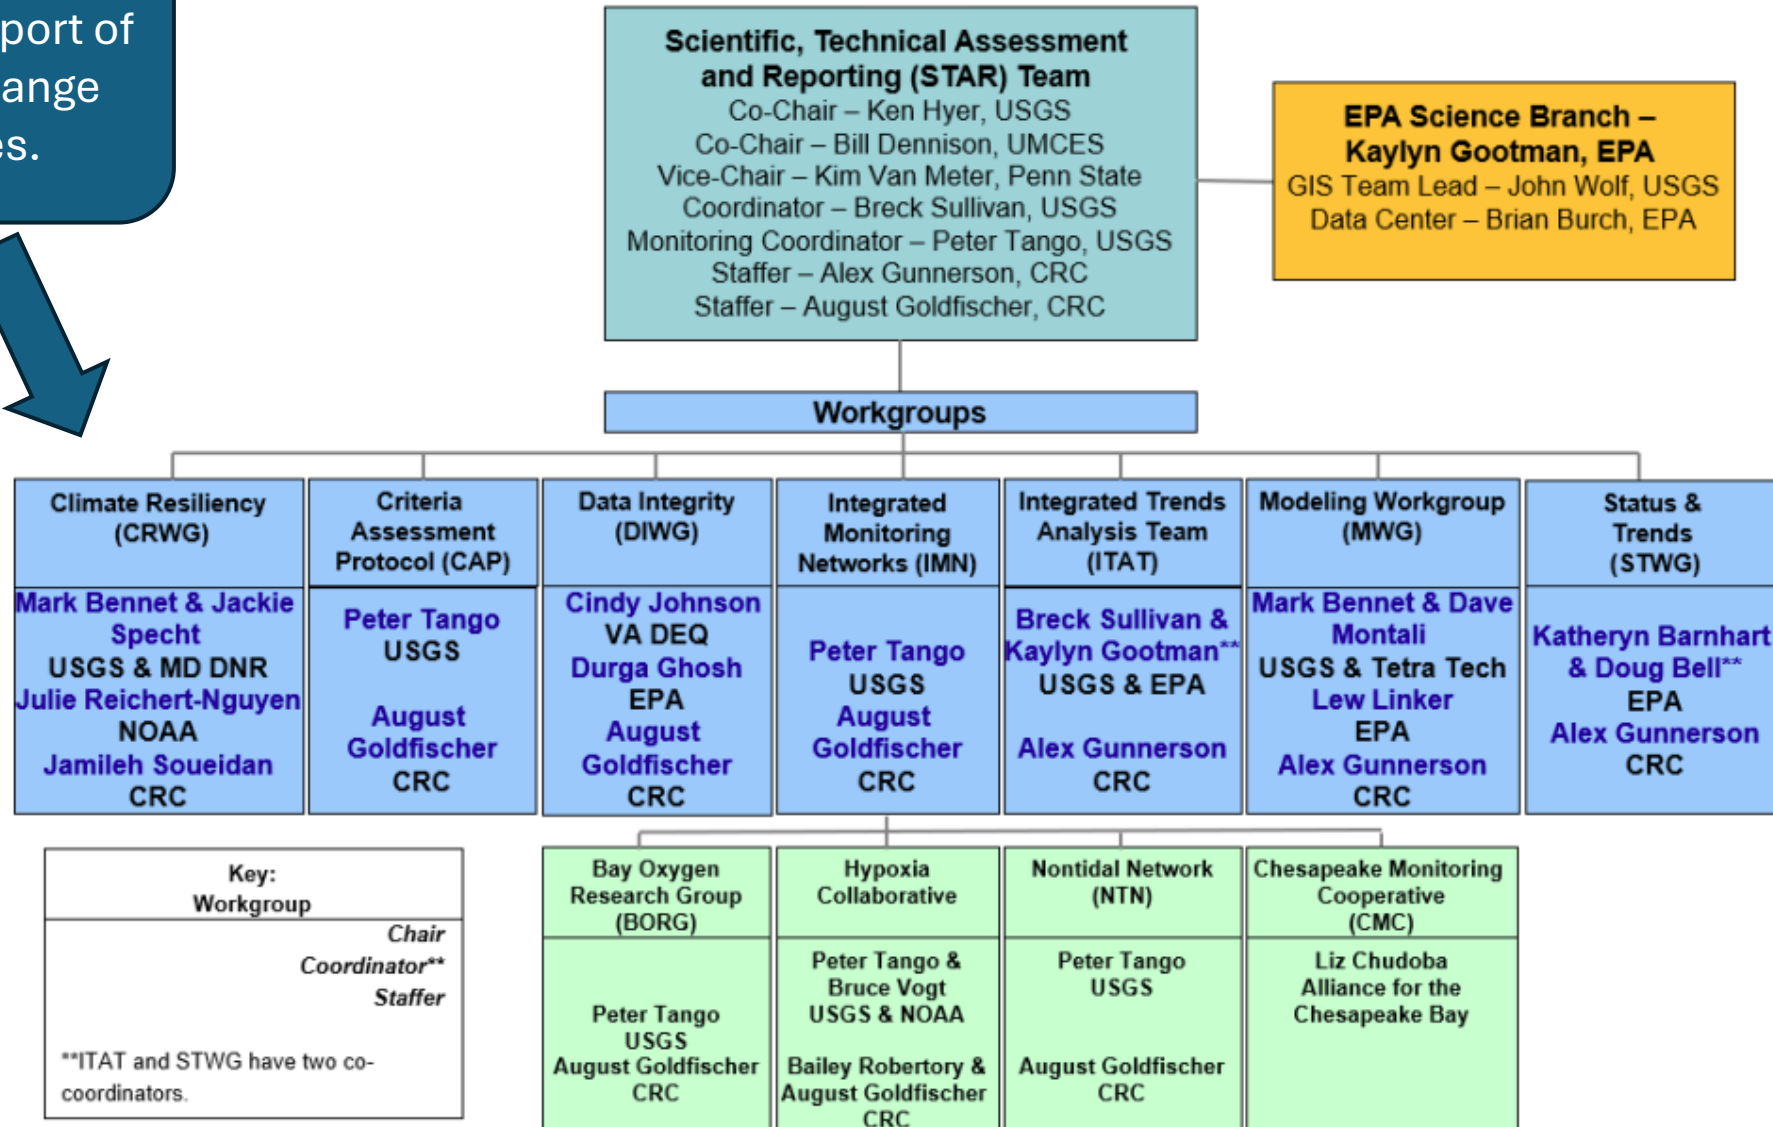 port of
ange
es.
Scientific, Technical Assessment
and Reporting (STAR) Team
Co-Chair – Ken Hyer, USGS
Co-Chair – Bill Dennison, UMCES
Vice-Chair – Kim Van Meter, Penn State
Coordinator – Breck Sullivan, USGS
Monitoring Coordinator – Peter Tango, USGS
Staffer – Alex Gunnerson, CRC
Staffer – August Goldfischer, CRC
EPA Science Branch –
Kaylyn Gootman, EPA
GIS Team Lead – John Wolf, USGS
Data Center – Brian Burch, EPA
Workgroups
Climate Resiliency
(CRWG)
Mark Bennet & Jackie
Specht
USGS & MD DNR
Julie Reichert-Nguyen
NOAA
Jamileh Soueidan
CRC
Criteria
Assessment
Protocol (CAP)
Peter Tango
USGS
August
Goldfischer
CRC
Data Integrity
(DIWG)
Cindy Johnson
VA DEQ
Durga Ghosh
EPA
August
Goldfischer
CRC
Integrated
Monitoring
Networks (IMN)
Peter Tango
USGS
August
Goldfischer
CRC
Integrated Trends
Analysis Team
(ITAT)
Breck Sullivan &
Kaylyn Gootman**
USGS & EPA
Alex Gunnerson
CRC
Modeling Workgroup
(MWG)
Mark Bennet & Dave
Montali
USGS & Tetra Tech
Lew Linker
EPA
Alex Gunnerson
CRC
Status &
Trends
(STWG)
Katheryn Barnhart
& Doug Bell**
EPA
Alex Gunnerson
CRC
Key:
Workgroup
Chair
Coordinator**
Staffer
**ITAT and STWG have two co-
coordinators.
Bay Oxygen
Research Group
(BORG)
Peter Tango
USGS
August Goldfischer
CRC
Hypoxia
Collaborative
Peter Tango &
Bruce Vogt
USGS & NOAA
Bailey Robertory &
August Goldfischer
CRC
Nontidal Network
(NTN)
Peter Tango
USGS
August Goldfischer
CRC
Chesapeake Monitoring
Cooperative
(CMC)
Liz Chudoba
Alliance for the
Chesapeake Bay